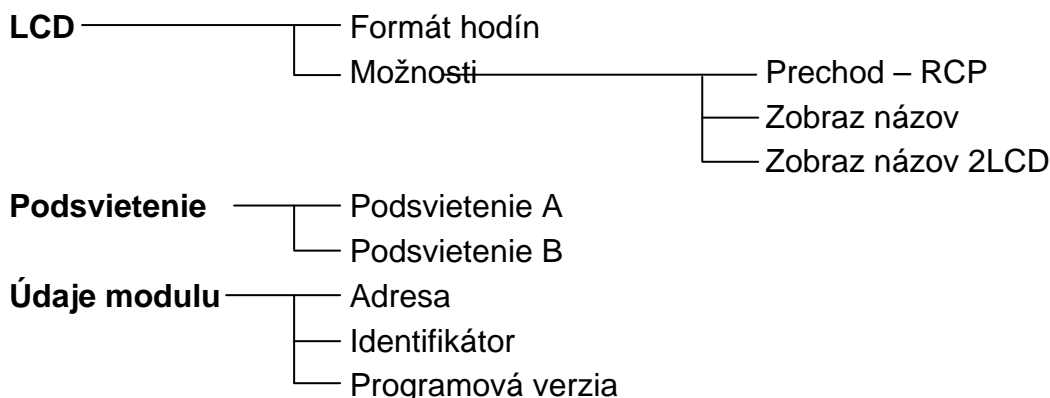 LCD Formát hodín
Možnosti Prechod – RCP
Zobraz názov
Zobraz názov 2LCD
Podsvietenie Podsvietenie A
Podsvietenie B
Údaje modulu Adresa
Identifikátor
Programová verzia